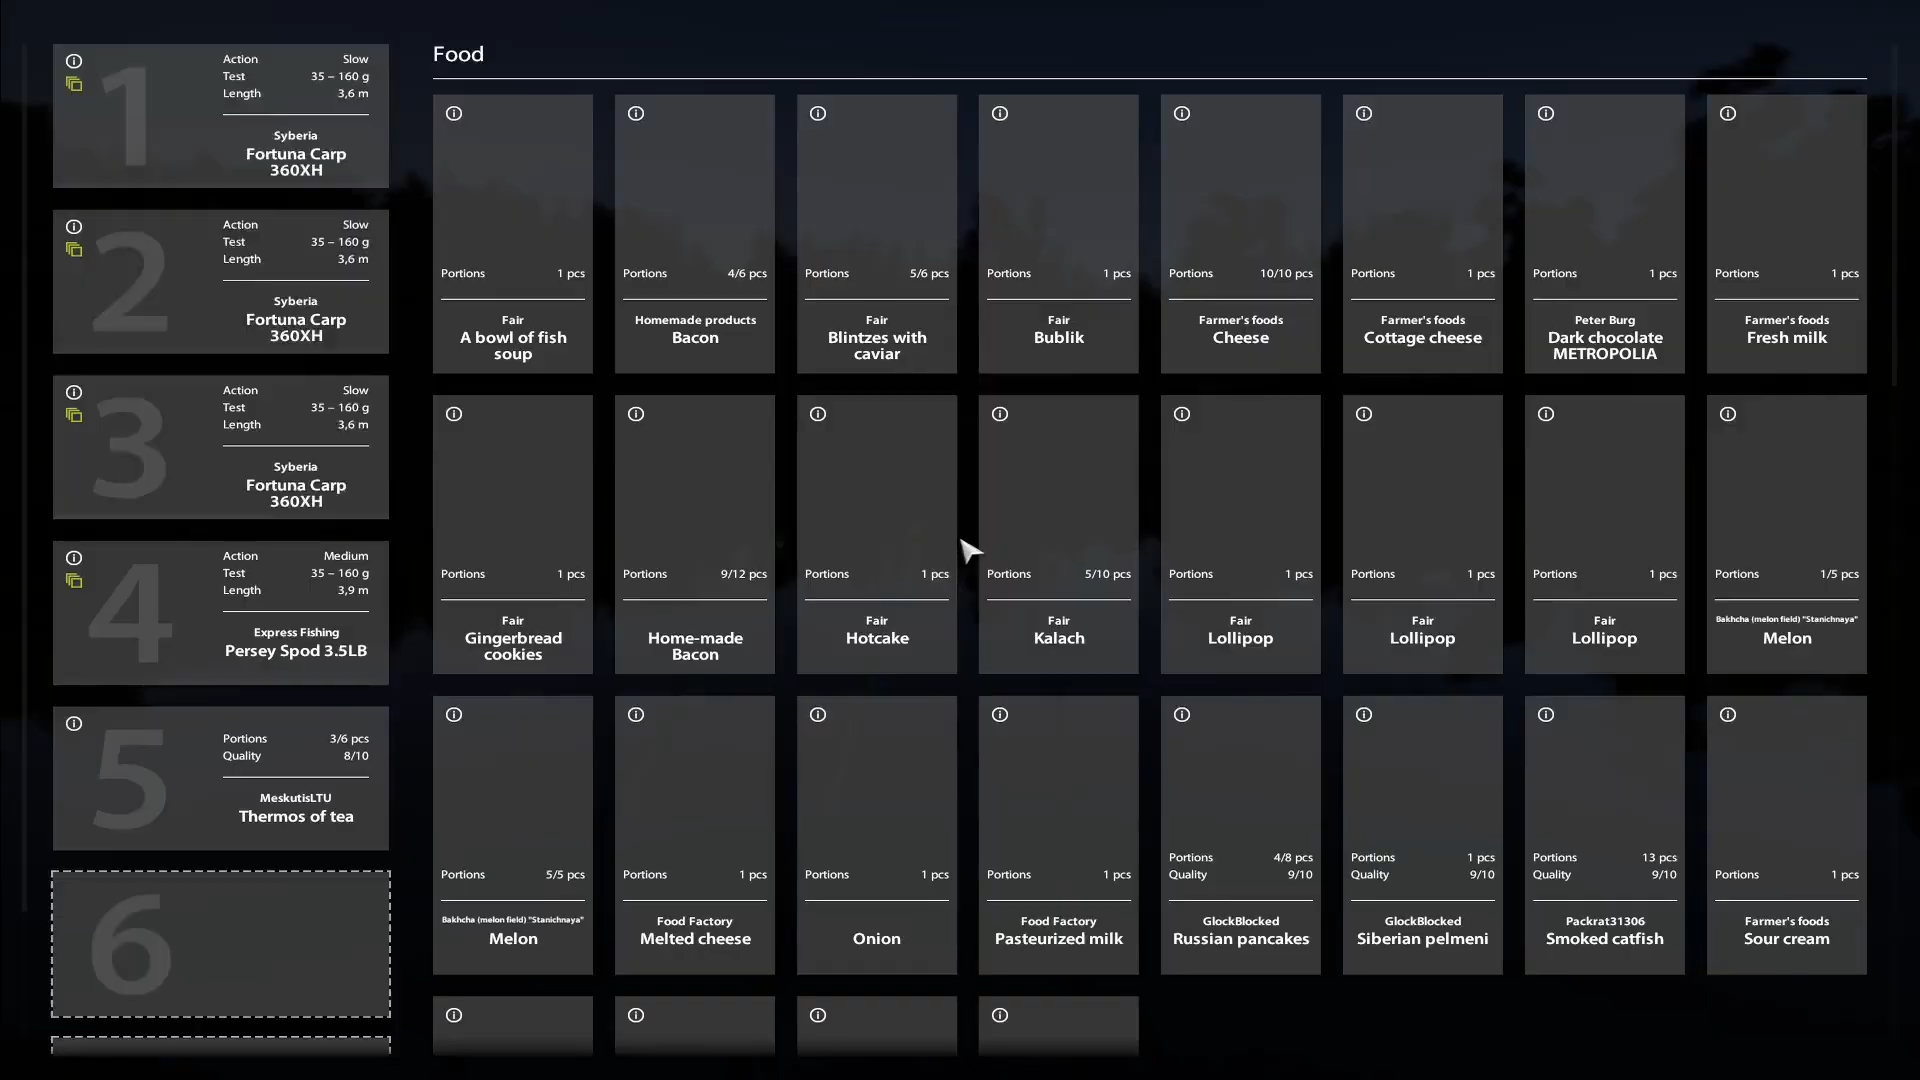 1
Action Slow
Test 35 – 160 g
Length 3,6 m
Syberia
Fortuna Carp
360XH
2
Action Slow
Test 35 – 160 g
Length 3,6 m
Syberia
Fortuna Carp
360XH
3
Action Slow
Test 35 – 160 g
Length 3,6 m
Syberia
Fortuna Carp
360XH
4
Action Medium
Test 35 – 160 g
Length 3,9 m
Express Fishing
Persey Spod 3.5LB
5
Portions 3/6 pcs
Quality 8/10
MeskutisLTU
Thermos of tea
6
Food
Portions 1 pcs
Fair
A bowl of fish
soup
Portions 4/6 pcs
Homemade products
Bacon
Portions 5/6 pcs
Fair
Blintzes with
caviar
Portions 1 pcs
Fair
Bublik
Portions 10/10 pcs
Farmer's foods
Cheese
Portions 1 pcs
Farmer's foods
Cottage cheese
Portions 1 pcs
Peter Burg
Dark chocolate
METROPOLIA
Portions 1 pcs
Farmer's foods
Fresh milk
Portions 1 pcs
Fair
Gingerbread
cookies
Portions 9/12 pcs
Home-made
Bacon
Portions 1 pcs
Fair
Hotcake
Portions 5/10 pcs
Fair
Kalach
Portions 1 pcs
Fair
Lollipop
Portions 1 pcs
Fair
Lollipop
Portions 1 pcs
Fair
Lollipop
Portions 1/5 pcs
Bakhcha (melon field) "Stanichnaya"
Melon
Portions 5/5 pcs
Bakhcha (melon field) "Stanichnaya"
Melon
Portions 1 pcs
Food Factory
Melted cheese
Portions 1 pcs
Onion
Portions 1 pcs
Food Factory
Pasteurized milk
Portions 4/8 pcs
Quality 9/10
GlockBlocked
Russian pancakes
Portions 1 pcs
Quality 9/10
GlockBlocked
Siberian pelmeni
Portions 13 pcs
Quality 9/10
Packrat31306
Smoked catfish
Portions 1 pcs
Farmer's foods
Sour cream